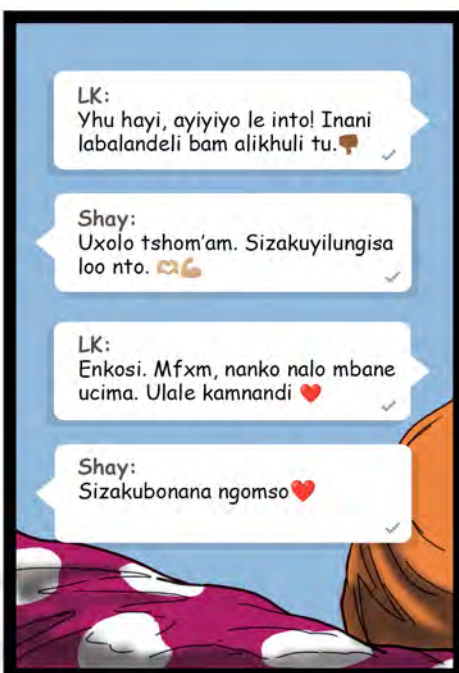 LK:
Yhu hayi, ayiyiyo le into! Inani
labalandeli bam alikhuli tu.👎🏾
Shay:
Uxolo tshom'am. Sizakuyilungisa
loo nto. 🫶🏼💪🏼
LK:
Enkosi. Mfxm, nanko nalo mbane
ucima. Ulale kamnandi ❤️
Shay:
Sizakubonana ngomso❤️